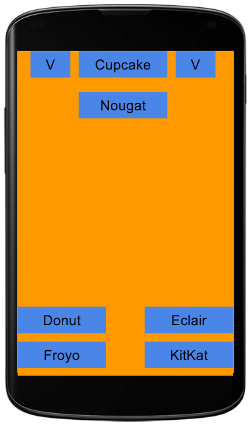 V Cupcake V
Nougat
Donut Eclair
Froyo KitKat